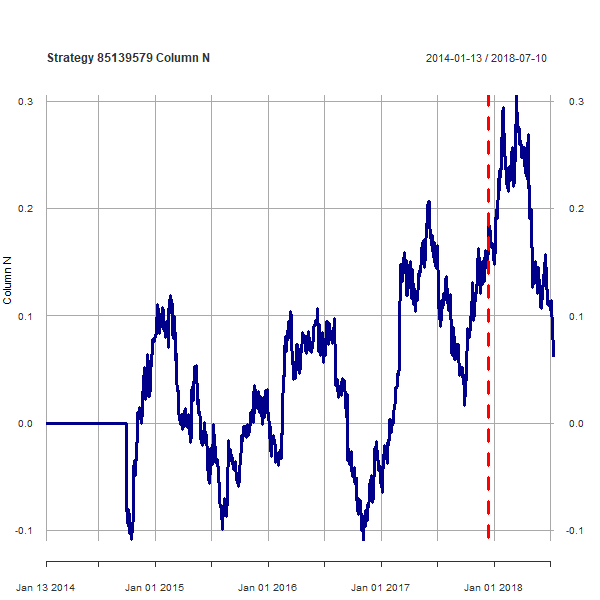 Strategy 85139579 Column N
2014-01-13 / 2018-07-10
0.3 0.3
0.2 0.2
Column N
0.1 0.1
0.0 0.0
-0.1 -0.1
Jan 13 2014 Jan 01 2015 Jan 01 2016 Jan 01 2017 Jan 01 2018